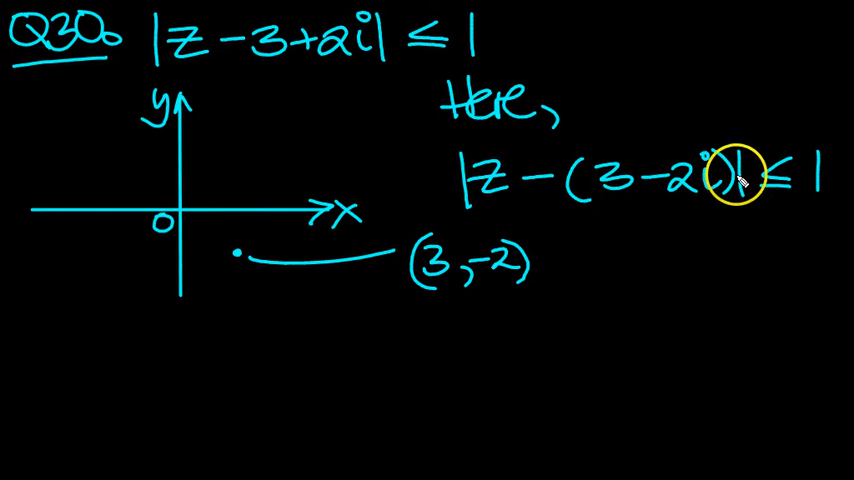 Q30. |z - 3 + 2i| ≤ 1
y
Here,
|z - (3 - 2i)| ≤ 1
0
x
(3, -2)